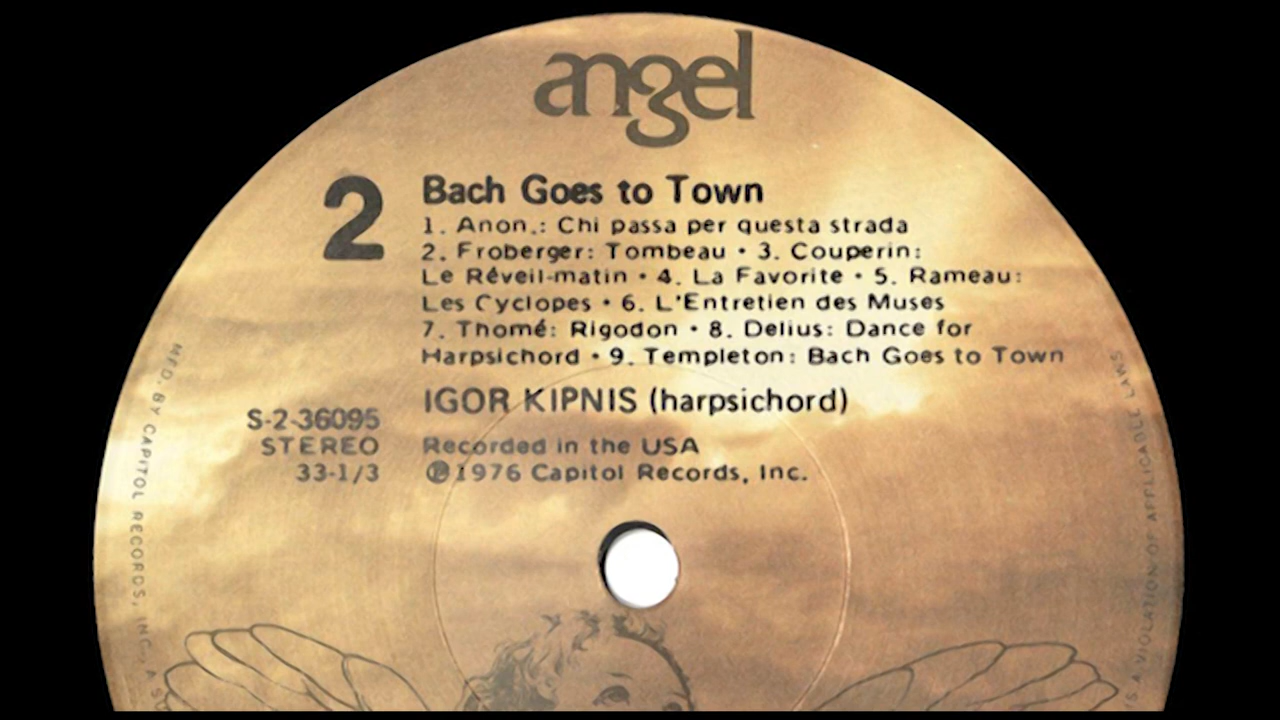 angel
2
Bach Goes to Town
1. Anon.: Chi passa per questa strada
2. Froberger: Tombeau • 3. Couperin:
Le Réveil-matin • 4. La Favorite • 5. Rameau:
Les Cyclopes • 6. L'Entretien des Muses
7. Thomé: Rigodon • 8. Delius: Dance for
Harpsichord • 9. Templeton: Bach Goes to Town
IGOR KIPNIS (harpsichord)
S-2-36095
STEREO
33-1/3
Recorded in the USA
℗1976 Capitol Records, Inc.
MFD. BY CAPITOL RECORDS, INC., A
IS A VIOLATION OF APPLICABLE LAWS